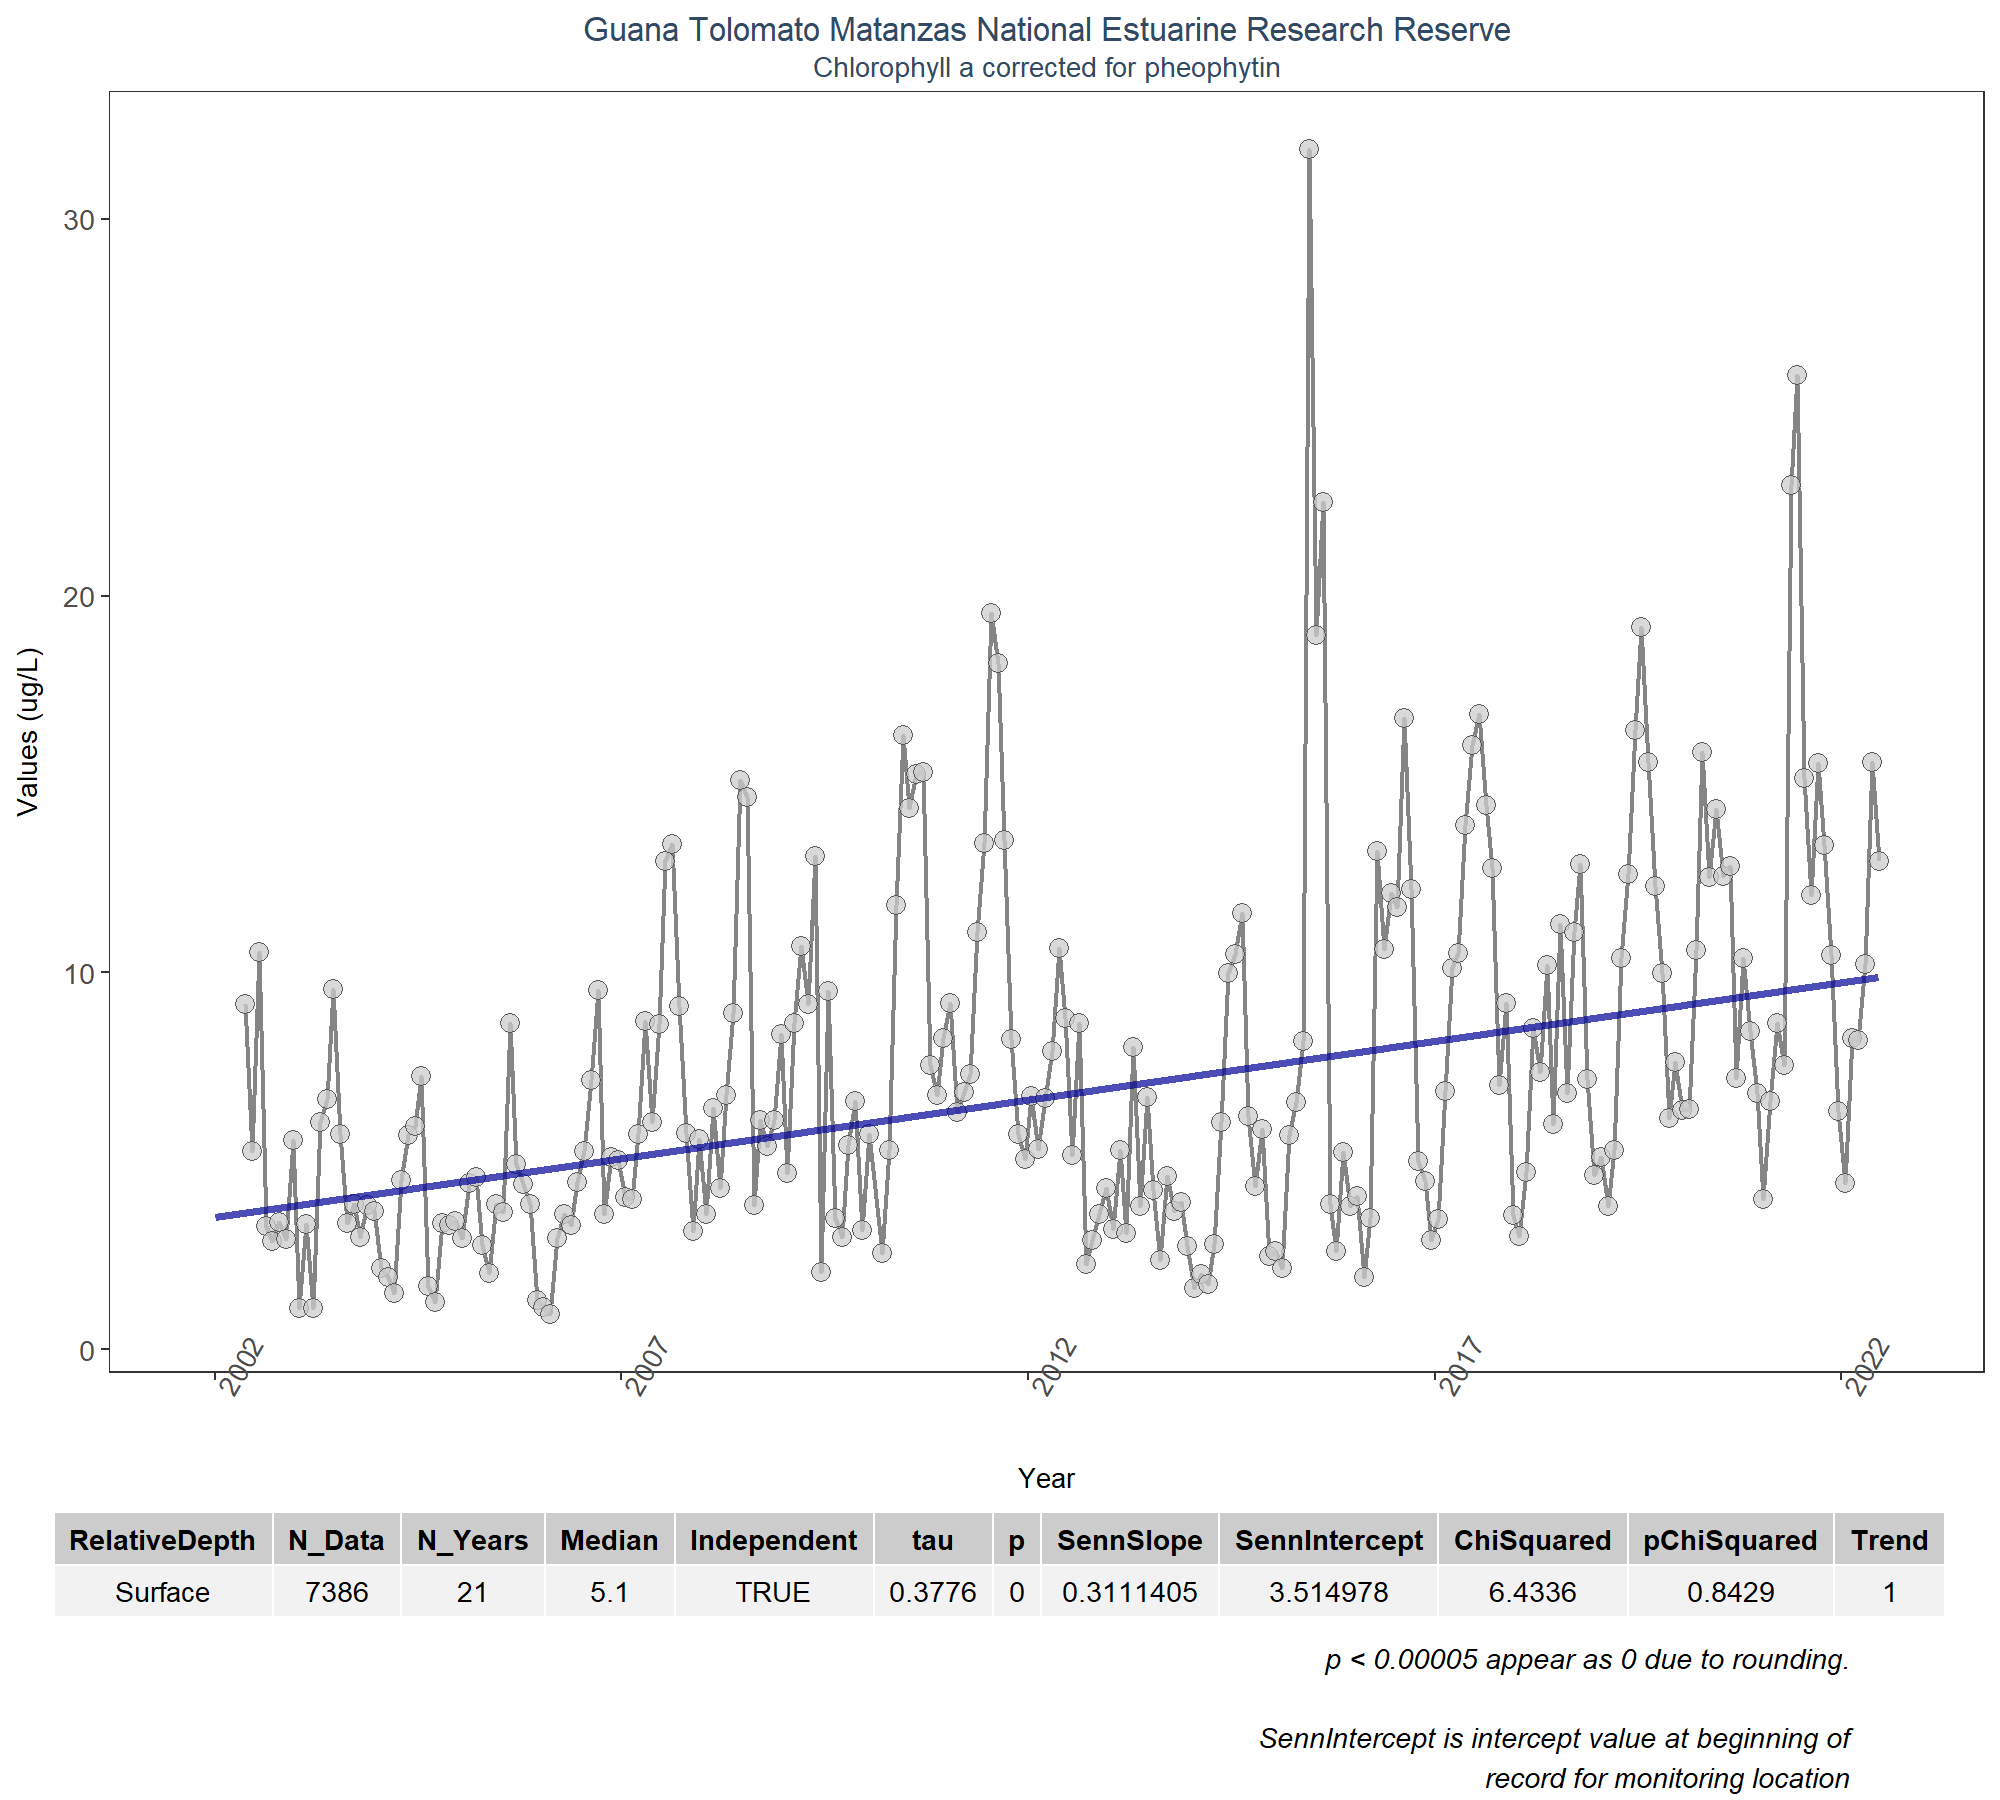 Guana Tolomato Matanzas National Estuarine Research Reserve
Chlorophyll a corrected for pheophytin
30
20
10
0
Values (ug/L)
2002 2007 2012 2017 2022
Year
RelativeDepth N_Data N_Years Median Independent tau p SennSlope SennIntercept ChiSquared pChiSquared Trend
Surface 7386 21 5.1 TRUE 0.3776 0 0.3111405 3.514978 6.4336 0.8429 1
p < 0.00005 appear as 0 due to rounding.
SennIntercept is intercept value at beginning of
record for monitoring location